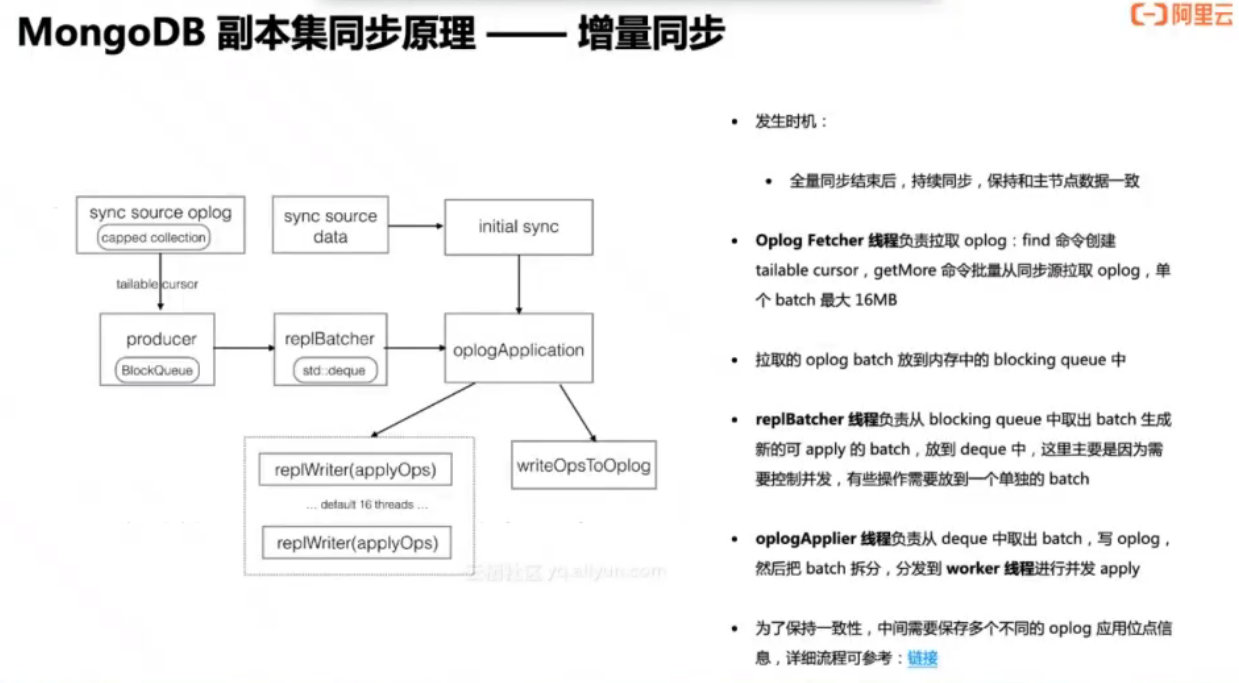 MongoDB 副本集同步原理 —— 增量同步
阿里云
sync source oplog
capped collection
sync source
data
initial sync
tailable cursor
producer
BlockQueue
replBatcher
std::deque
oplogApplication
replWriter(applyOps)
... default 16 threads ...
replWriter(applyOps)
writeOpsToOplog
云栖社区 yq.aliyun.com
• 发生时机：
• 全量同步结束后，持续同步，保持和主节点数据一致
• Oplog Fetcher 线程负责拉取 oplog：find 命令创建
tailable cursor，getMore 命令批量从同步源拉取 oplog，单
个 batch 最大 16MB
• 拉取的 oplog batch 放到内存中的 blocking queue 中
• replBatcher 线程负责从 blocking queue 中取出 batch 生成
新的可 apply 的 batch，放到 deque 中，这里主要是因为需
要控制并发，有些操作需要放到一个单独的 batch
• oplogApplier 线程负责从 deque 中取出 batch，写 oplog，
然后把 batch 拆分，分发到 worker 线程进行并发 apply
• 为了保持一致性，中间需要保存多个不同的 oplog 应用位点信
息，详细流程可参考：链接